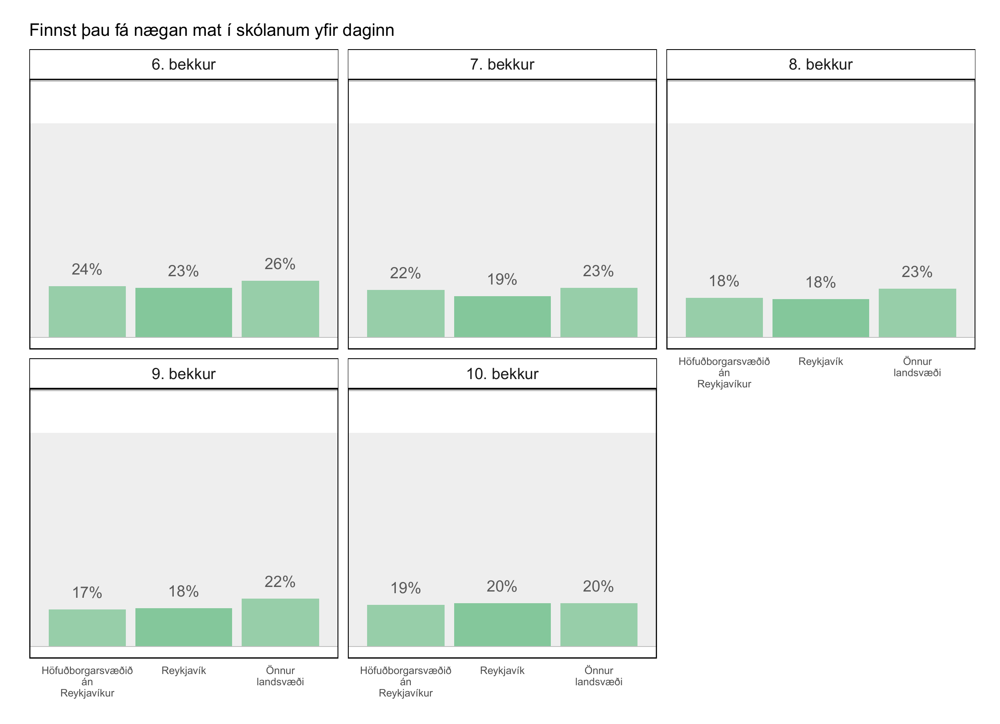 Finnst þau fá nægan mat í skólanum yfir daginn
6. bekkur
7. bekkur
8. bekkur
24%
23%
26%
22%
19%
23%
18%
18%
23%
Höfuðborgarsvæðið
án
Reykjavíkur
Reykjavík
Önnur
landsvæði
9. bekkur
10. bekkur
17%
18%
22%
19%
20%
20%
Höfuðborgarsvæðið
án
Reykjavíkur
Reykjavík
Önnur
landsvæði
Höfuðborgarsvæðið
án
Reykjavíkur
Reykjavík
Önnur
landsvæði